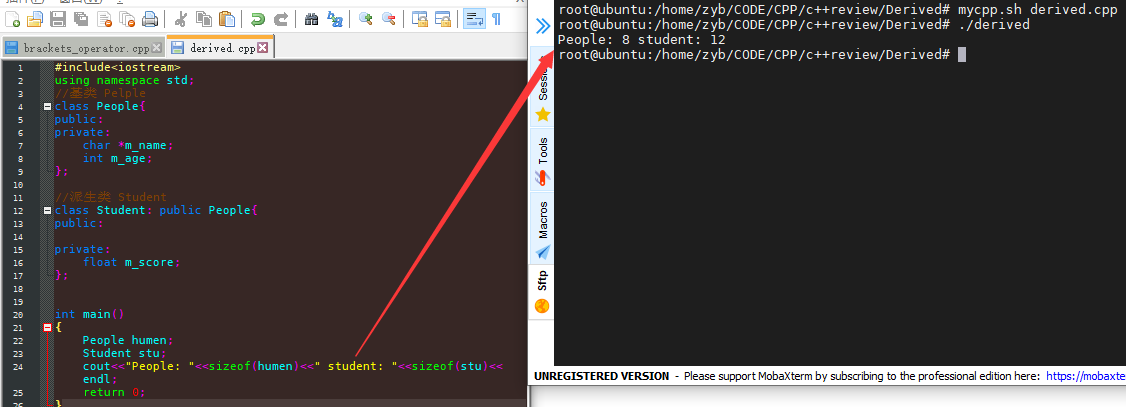 brackets_operator.cpp
derived.cpp
1 #include<iostream>
2 using namespace std;
3 //基类 Pelple
4 class People{
5 public:
6 private:
7 char *m_name;
8 int m_age;
9 };
10
11 //派生类 Student
12 class Student: public People{
13 public:
14
15 private:
16 float m_score;
17 };
18
19
20 int main()
21 {
22 People humen;
23 Student stu;
24 cout<<"People: "<<sizeof(humen)<<" student: "<<sizeof(stu)<<
endl;
25 return 0;
26 }
Tools
Macros
Sftp
root@ubuntu:/home/zyb/CODE/CPP/c++review/Derived# mycpp.sh derived.cpp
root@ubuntu:/home/zyb/CODE/CPP/c++review/Derived# ./derived
People: 8 student: 12
root@ubuntu:/home/zyb/CODE/CPP/c++review/Derived#
UNREGISTERED VERSION - Please support MobaXterm by subscribing to the professional edition here: https://mobaxte